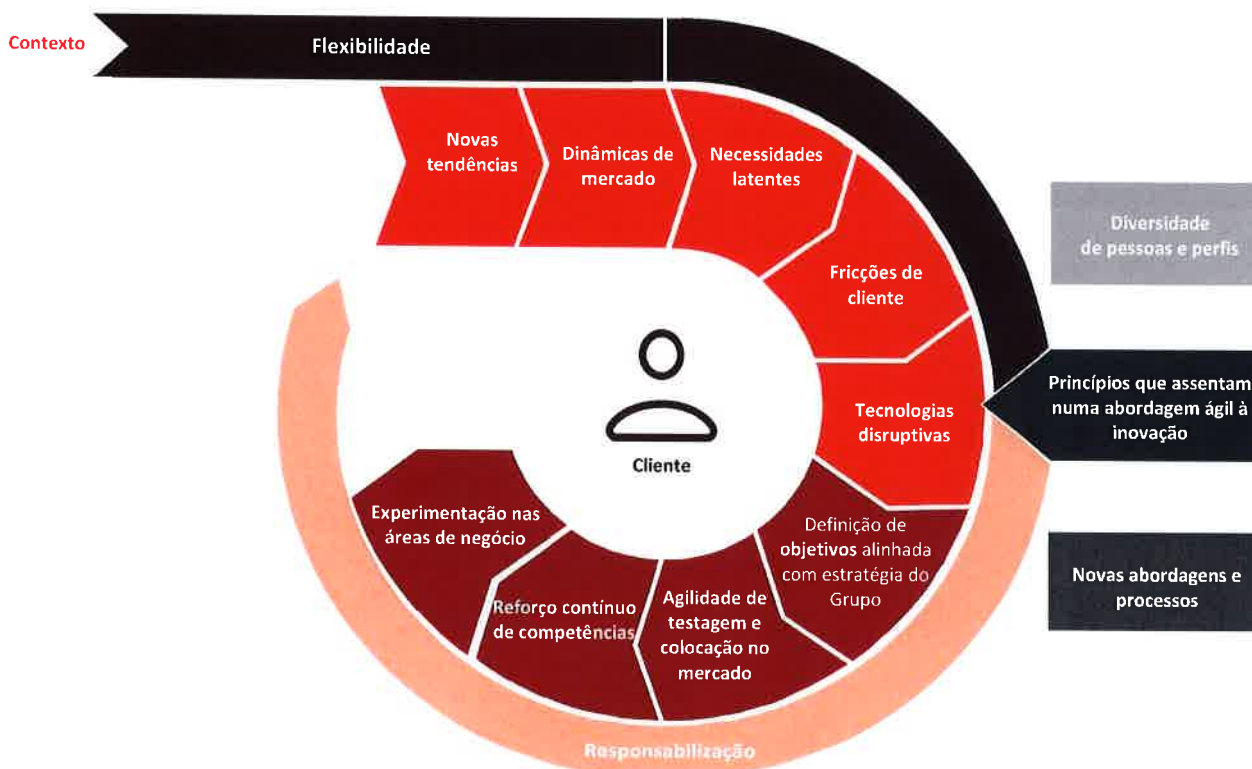 Contexto
Flexibilidade
Novas
tendências
Dinâmicas de
mercado
Necessidades
latentes
Fricções de
cliente
Tecnologias
disruptivas
Definição de
objetivos alinhada
com estratégia do
Grupo
Agilidade de
testagem e
colocação no
mercado
Reforço contínuo
de competências
Experimentação nas
áreas de negócio
Responsabilização
Cliente
Diversidade
de pessoas e perfis
Princípios que assentam
numa abordagem ágil à
inovação
Novas abordagens e
processos